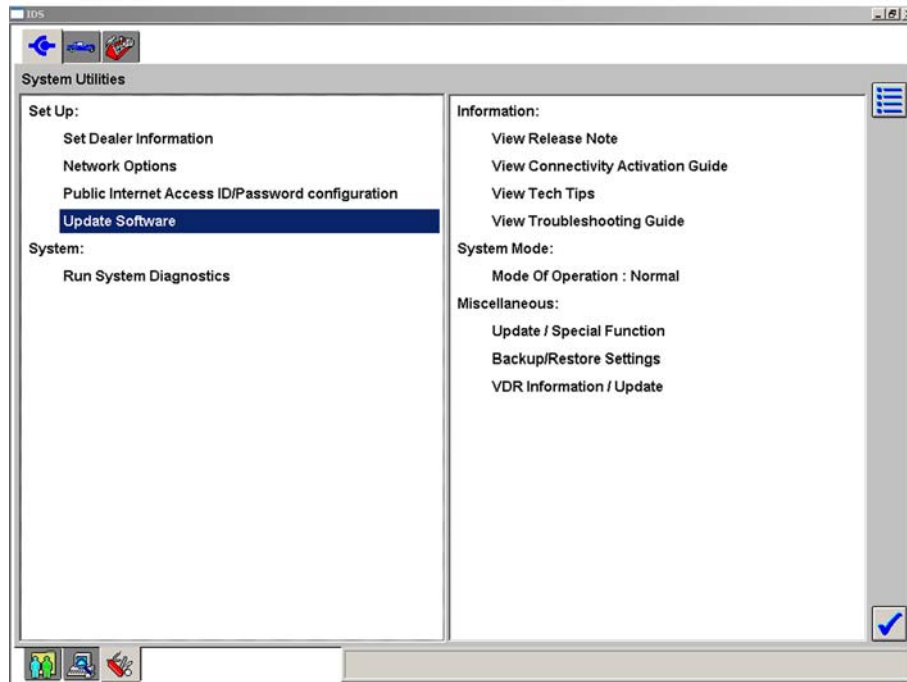 IDS
System Utilities
Set Up:
Set Dealer Information
Network Options
Public Internet Access ID/Password configuration
Update Software
System:
Run System Diagnostics
Information:
View Release Note
View Connectivity Activation Guide
View Tech Tips
View Troubleshooting Guide
System Mode:
Mode Of Operation : Normal
Miscellaneous:
Update / Special Function
Backup/Restore Settings
VDR Information / Update